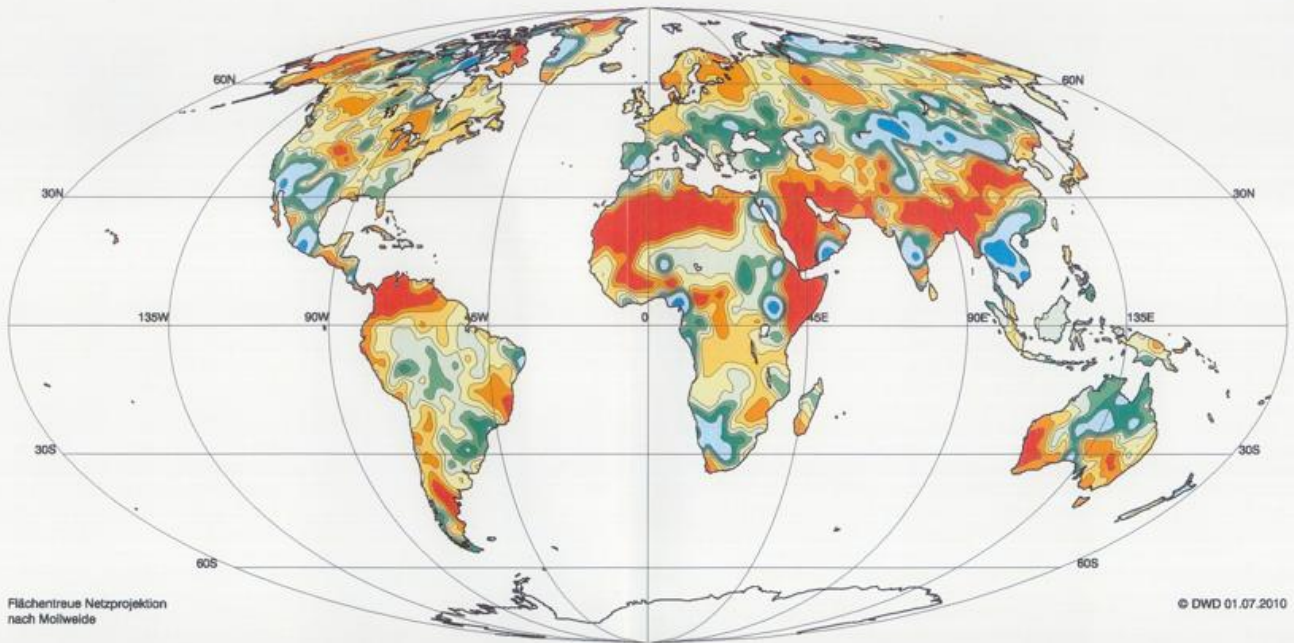 60N
60N
30N
30N
135W
90W
45W
0
45E
90E
135E
30S
30S
60S
60S
Flächentreue Netzprojektion
nach Mollweide
© DWD 01.07.2010